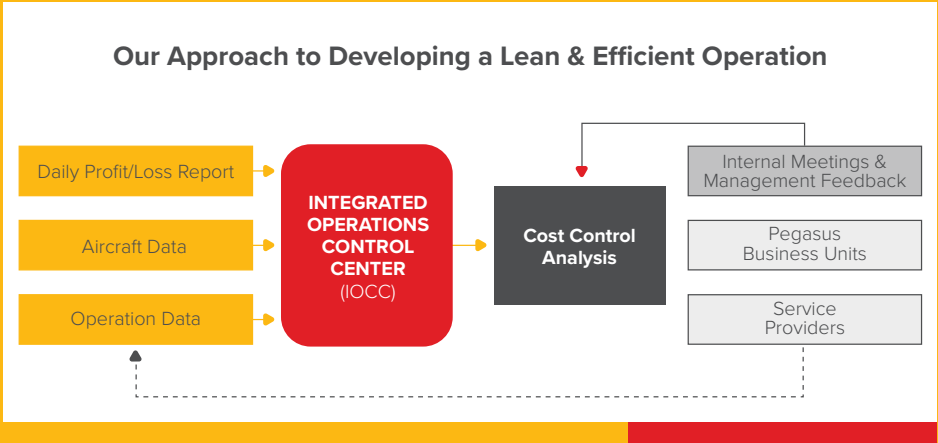 Our Approach to Developing a Lean & Efficient Operation
Daily Profit/Loss Report
Aircraft Data
Operation Data
INTEGRATED
OPERATIONS
CONTROL
CENTER
(IOCC)
Cost Control
Analysis
Internal Meetings &
Management Feedback
Pegasus
Business Units
Service
Providers